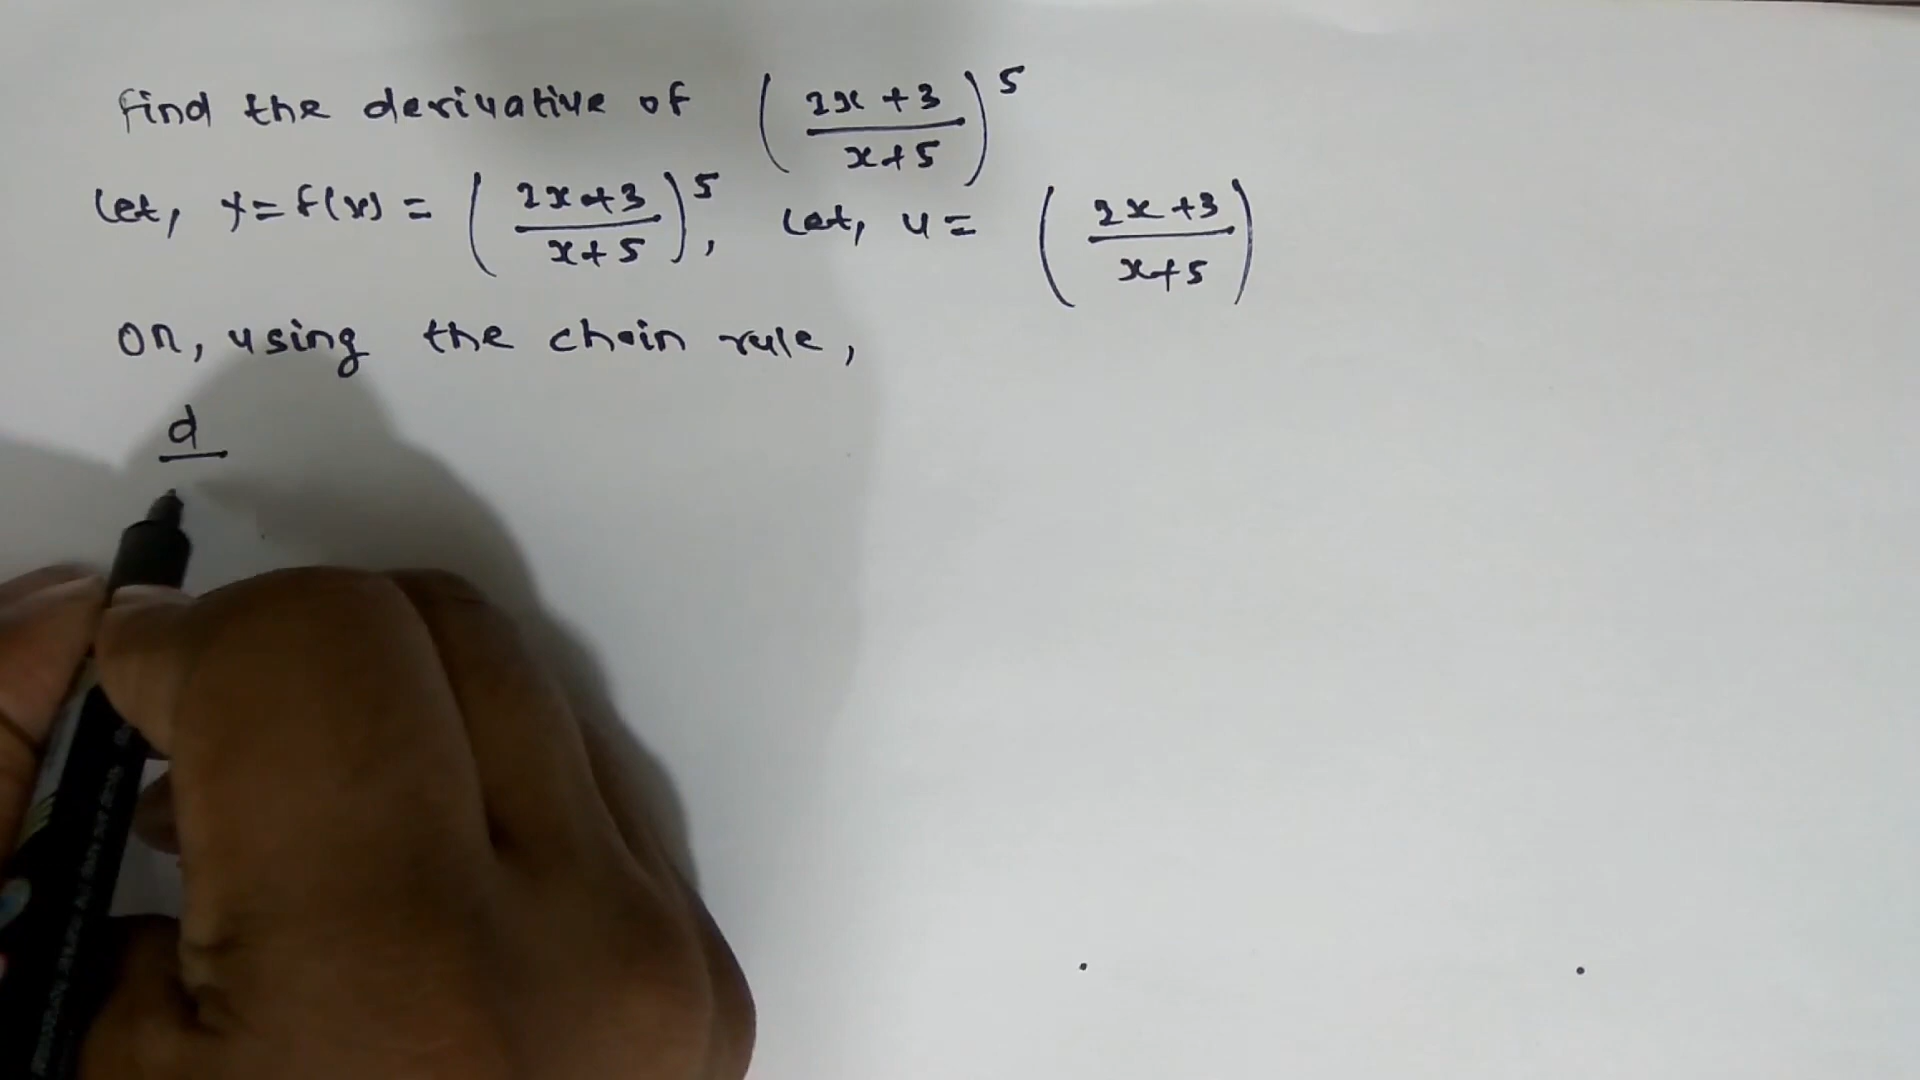 Find the derivative of (2x+3/x+5)^5
Let, y=f(x) = (2x+3/x+5)^5, Let, u= (2x+3/x+5)
On, using the chain rule,
d